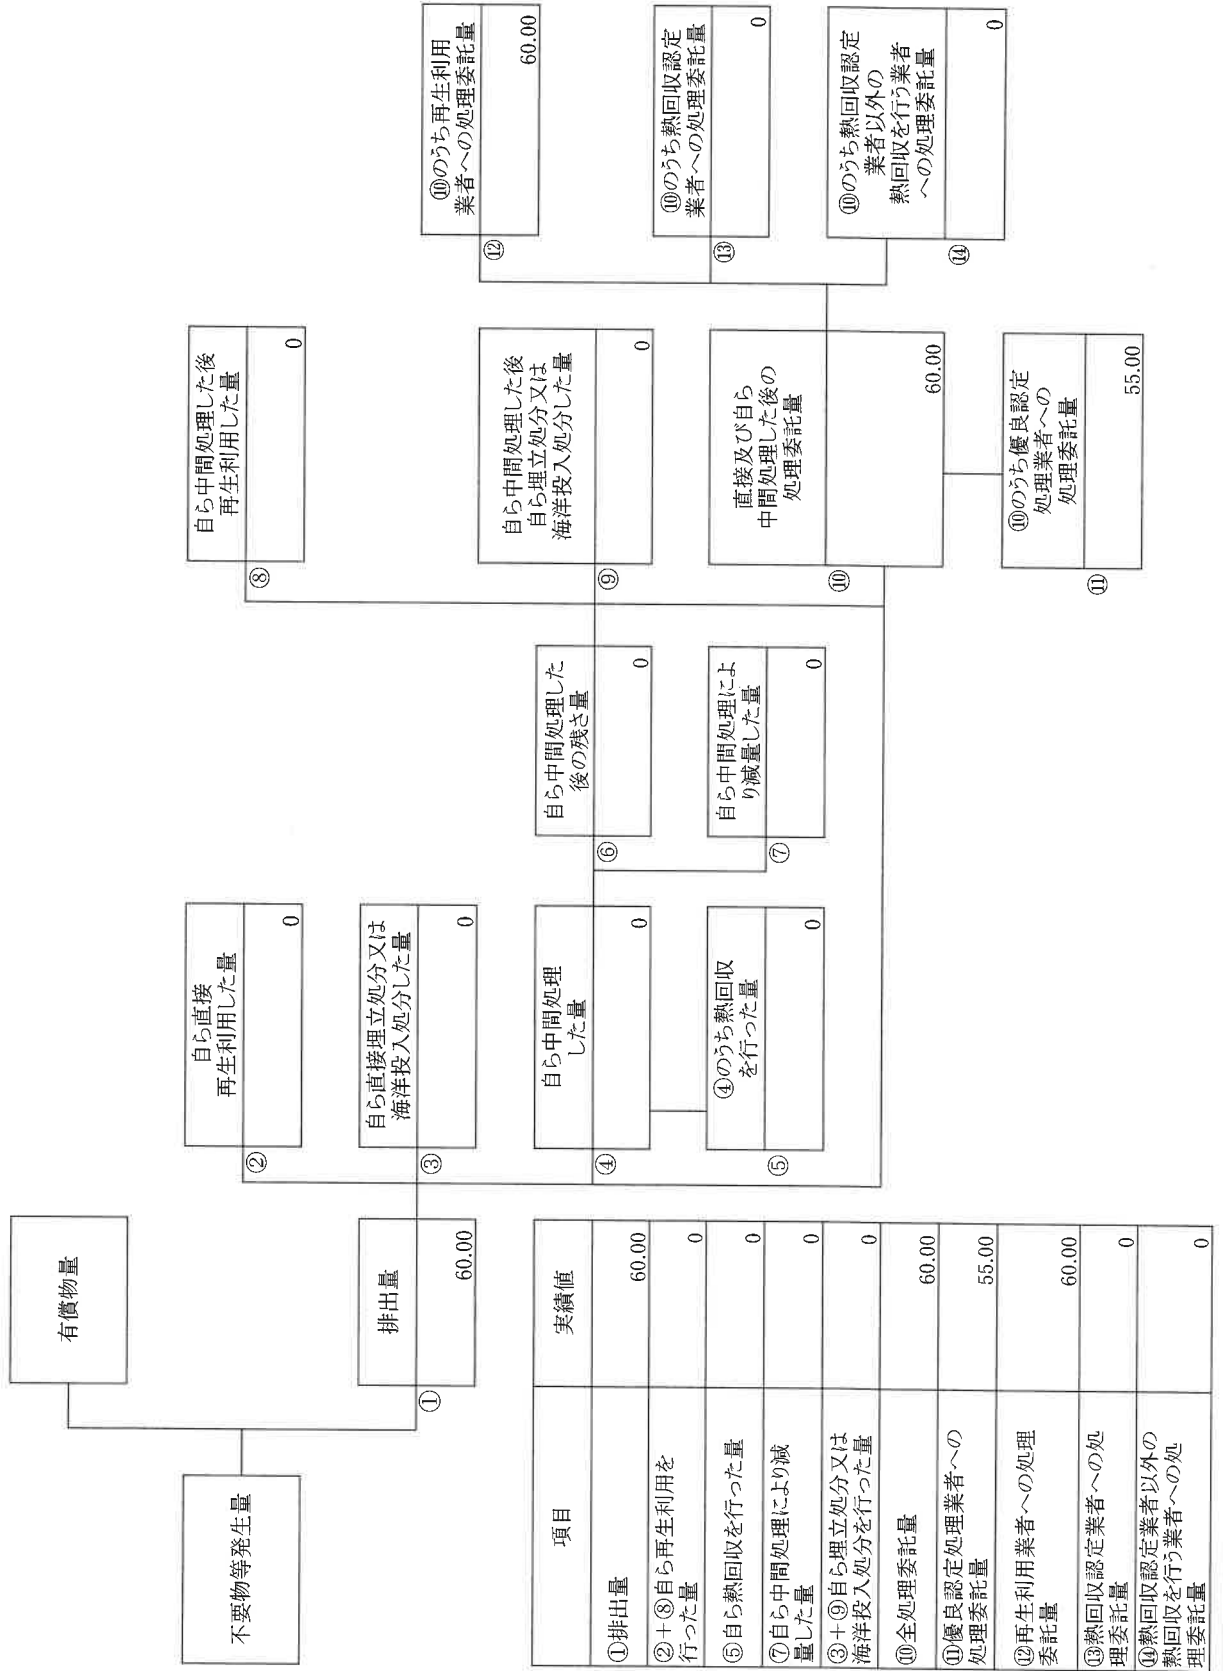 不要物等発生量
有償物量
排出量
①
60.00
自ら直接
再生利用した量
②
0
自ら直接埋立処分又は
海洋投入処分した量
③
0
自ら中間処理
した量
④
0
④のうち熱回収
を行った量
⑤
0
自ら中間処理した
後の残さ量
⑥
0
自ら中間処理によ
り減量した量
⑦
0
自ら中間処理した後
再生利用した量
⑧
0
自ら中間処理した後
自ら埋立処分又は
海洋投入処分した量
⑨
0
直接及び自ら
中間処理した後の
処理委託量
⑩
60.00
⑩のうち優良認定
処理業者への
処理委託量
⑪
55.00
⑩のうち再生利用
業者への処理委託量
⑫
60.00
⑩のうち熱回収認定
業者への処理委託量
⑬
0
⑩のうち熱回収認定
業者以外の
熱回収を行う業者
への処理委託量
⑭
0
項目 実績値
①排出量 60.00
②+⑧自ら再生利用を
行った量 0
⑤自ら熱回収を行った量 0
⑦自ら中間処理により減
量した量 0
③+⑨自ら埋立処分又は
海洋投入処分を行った量 0
⑩全処理委託量 60.00
⑪優良認定処理業者への
処理委託量 55.00
⑫再生利用業者への処理
委託量 60.00
⑬熱回収認定業者への処
理委託量 0
⑭熱回収認定業者以外の
熱回収を行う業者への処
理委託量 0